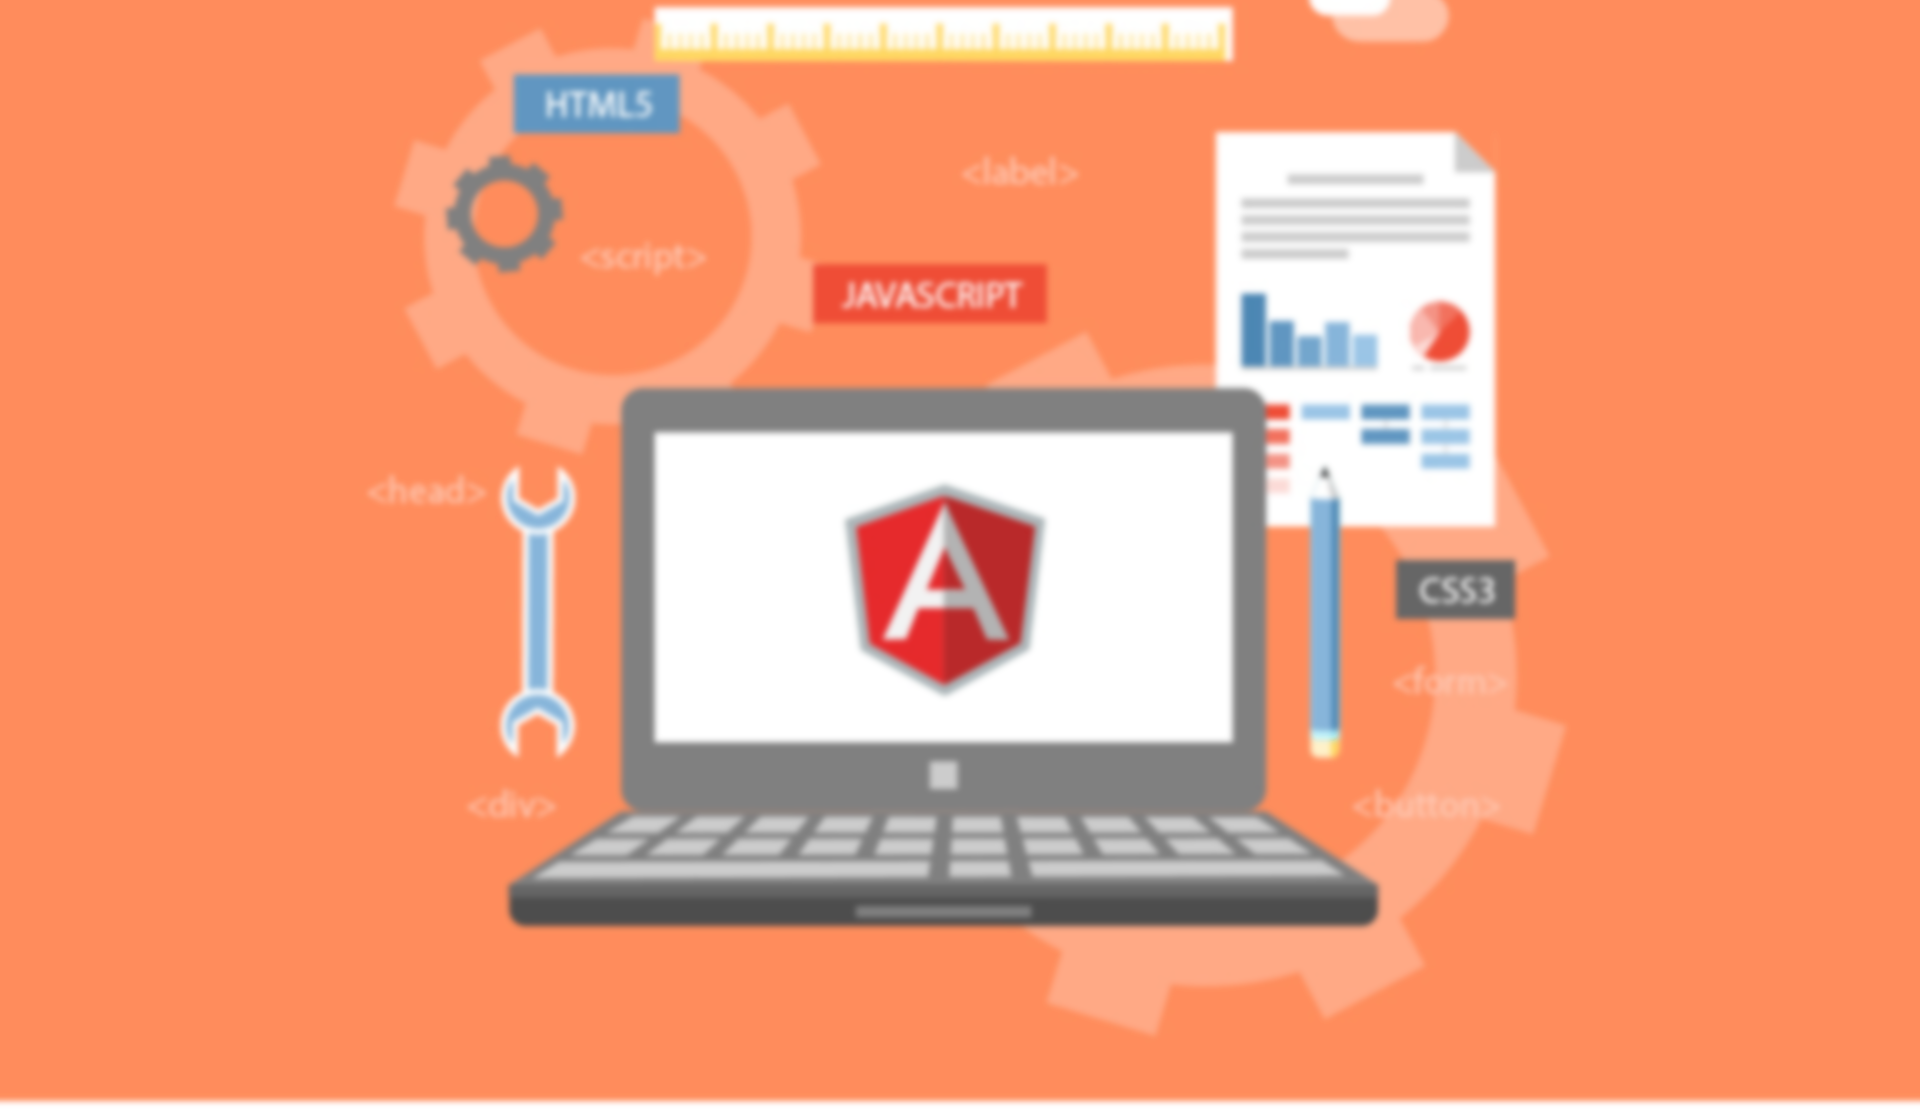 HTML5
<label>
<script>
JAVASCRIPT
<head>
A
CSS3
<form>
<div>
<button>